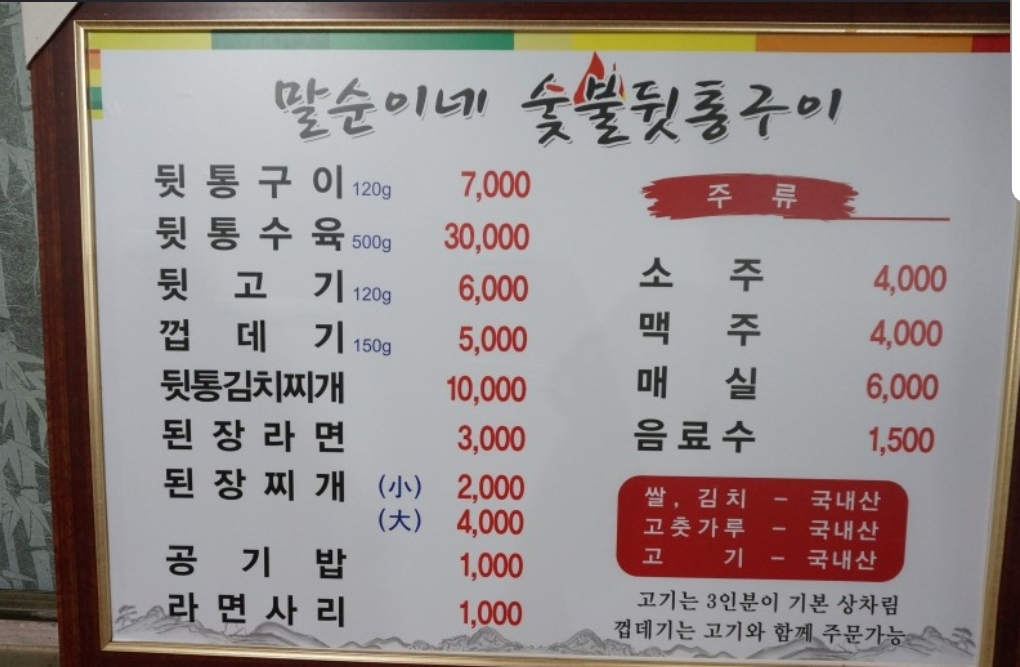 말순이네 숯불뒷통구이
뒷통구이 120g 7,000
뒷통수육 500g 30,000
뒷고기 120g 6,000
껍데기 150g 5,000
뒷통김치찌개 10,000
된장라면 3,000
된장찌개 (小) 2,000
(大) 4,000
공기밥 1,000
라면사리 1,000
주류
소주 4,000
맥주 4,000
매실 6,000
음료수 1,500
쌀, 김치 - 국내산
고춧가루 - 국내산
고기 - 국내산
고기는 3인분이 기본 상차림
껍데기는 고기와 함께 주문가능